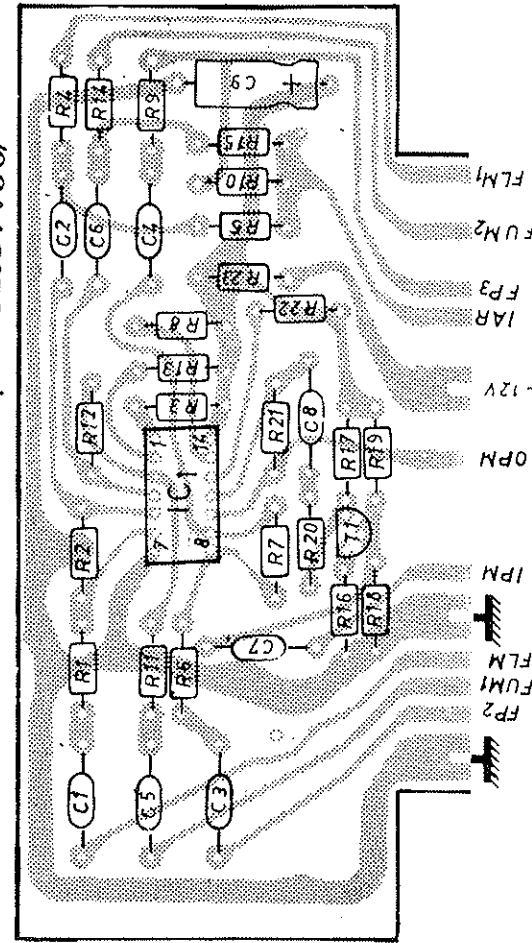 R4
R14
R9
C9
+
R15
C2
C6
C4
R10
R5
R23
R8
R22
R13
R3
R12
1
14
IC1
7
8
R21
C8
R17
R19
R2
R7
R20
T1
R1
R11
R6
C7
R16
R18
C1
C5
C3
FLM1
FUM2
FP3
IAR
-12V
OPM
IPM
FLM
FUM1
FP2